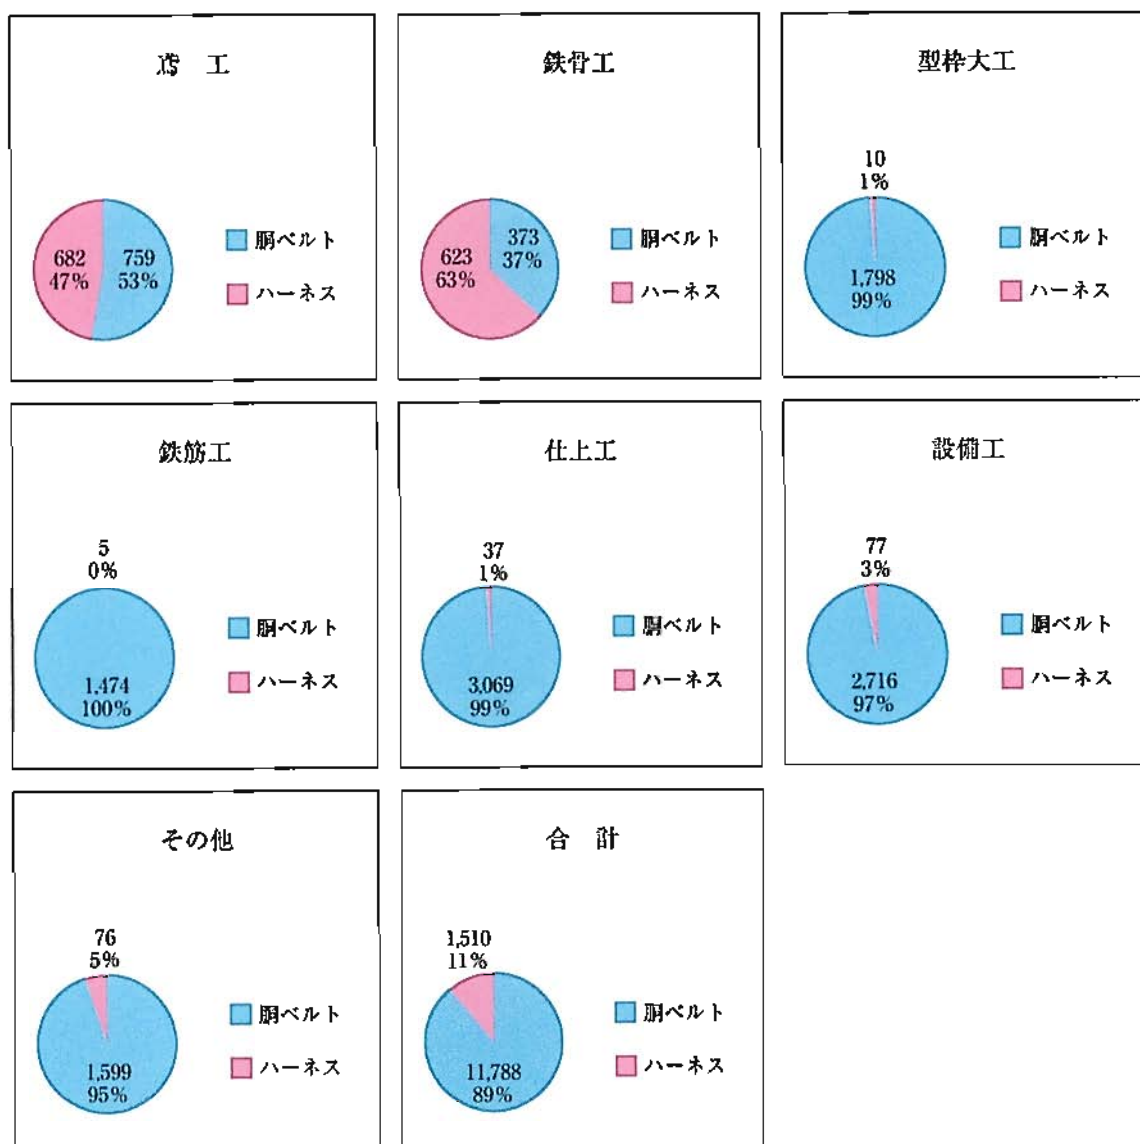 鳶 工
682
47%
759
53%
胴ベルト
ハーネス
鉄骨工
623
63%
373
37%
胴ベルト
ハーネス
型枠大工
10
1%
1,798
99%
胴ベルト
ハーネス
鉄筋工
5
0%
1,474
100%
胴ベルト
ハーネス
仕上工
37
1%
3,069
99%
胴ベルト
ハーネス
設備工
77
3%
2,716
97%
胴ベルト
ハーネス
その他
76
5%
1,599
95%
胴ベルト
ハーネス
合 計
1,510
11%
11,788
89%
胴ベルト
ハーネス